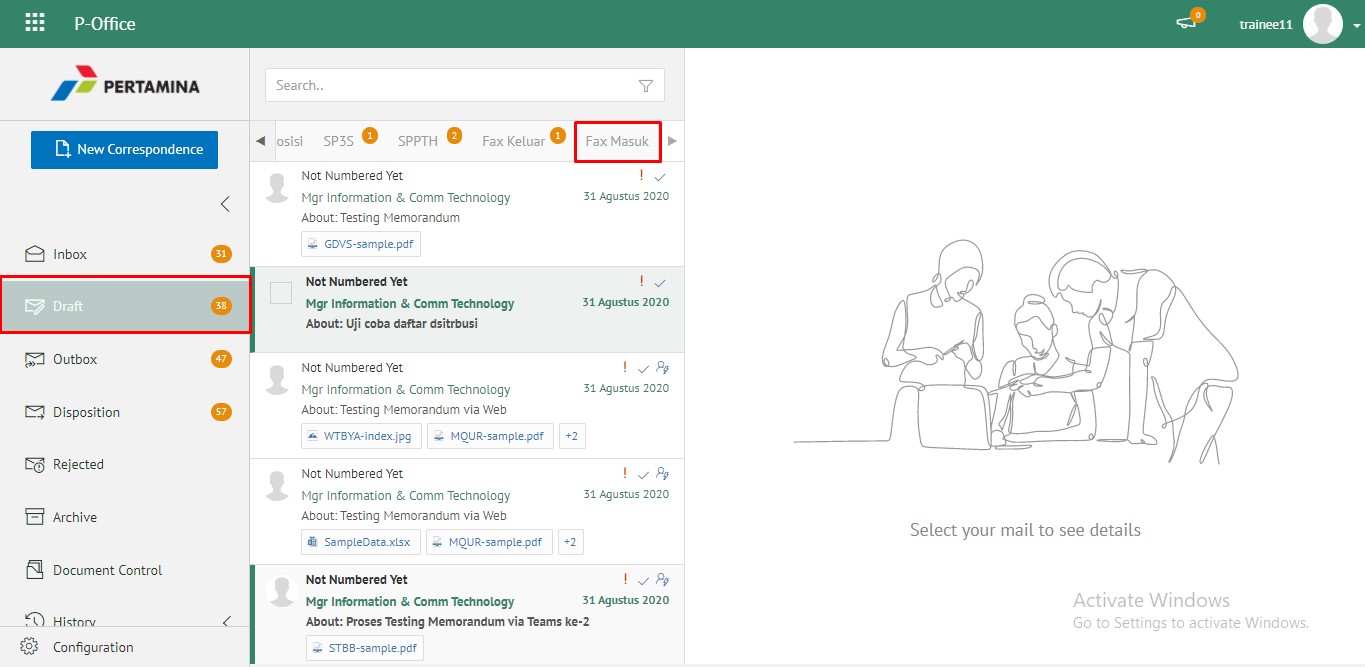 P-Office
0
trainee11
PERTAMINA
New Correspondence
Inbox 31
Draft 38
Outbox 47
Disposition 57
Rejected
Archive
Document Control
History
Configuration
Search..
osisi SP3S 1 SPPTH 2 Fax Keluar 1 Fax Masuk
Not Numbered Yet
Mgr Information & Comm Technology 31 Agustus 2020
About: Testing Memorandum
GDVS-sample.pdf
Not Numbered Yet
Mgr Information & Comm Technology 31 Agustus 2020
About: Uji coba daftar dsitrbusi
Not Numbered Yet
Mgr Information & Comm Technology 31 Agustus 2020
About: Testing Memorandum via Web
WTBYA-index.jpg MQUR-sample.pdf +2
Not Numbered Yet
Mgr Information & Comm Technology 31 Agustus 2020
About: Testing Memorandum via Web
SampleData.xlsx MQUR-sample.pdf +2
Not Numbered Yet
Mgr Information & Comm Technology 31 Agustus 2020
About: Proses Testing Memorandum via Teams ke-2
STBB-sample.pdf
Select your mail to see details
Activate Windows
Go to Settings to activate Windows.